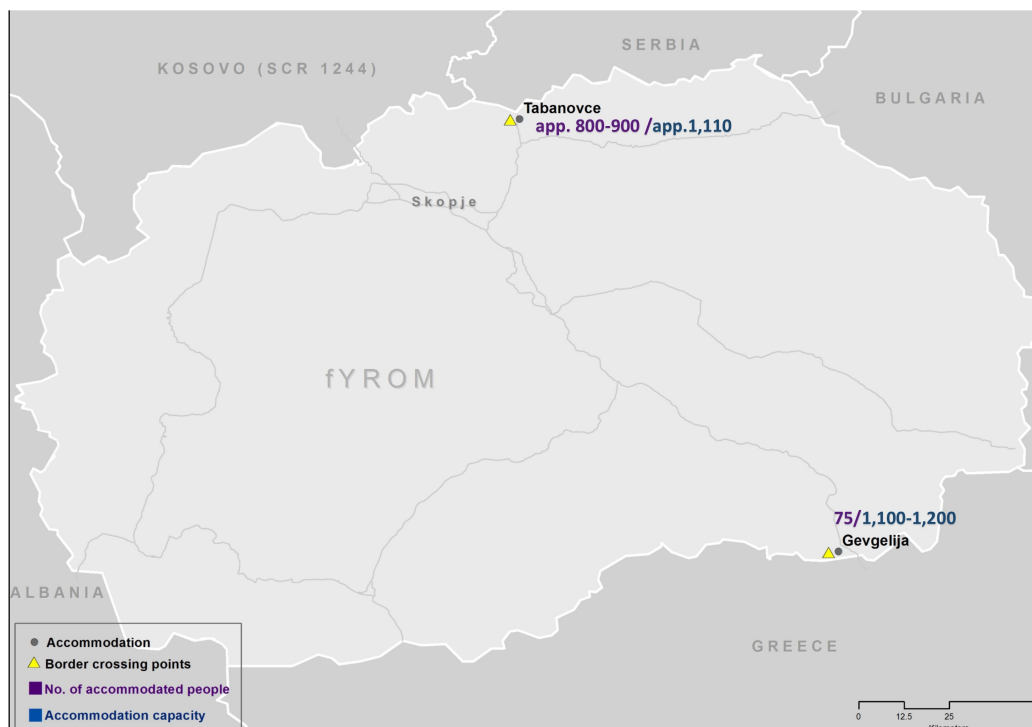 SERBIA
KOSOVO (SCR 1244)
BULGARIA
Tabanovce
app. 800-900 /app.1,110
Skopje
fYROM
75/1,100-1,200
Gevgelija
ALBANIA
GREECE
Accommodation
Border crossing points
No. of accommodated people
Accommodation capacity
0 12.5 25